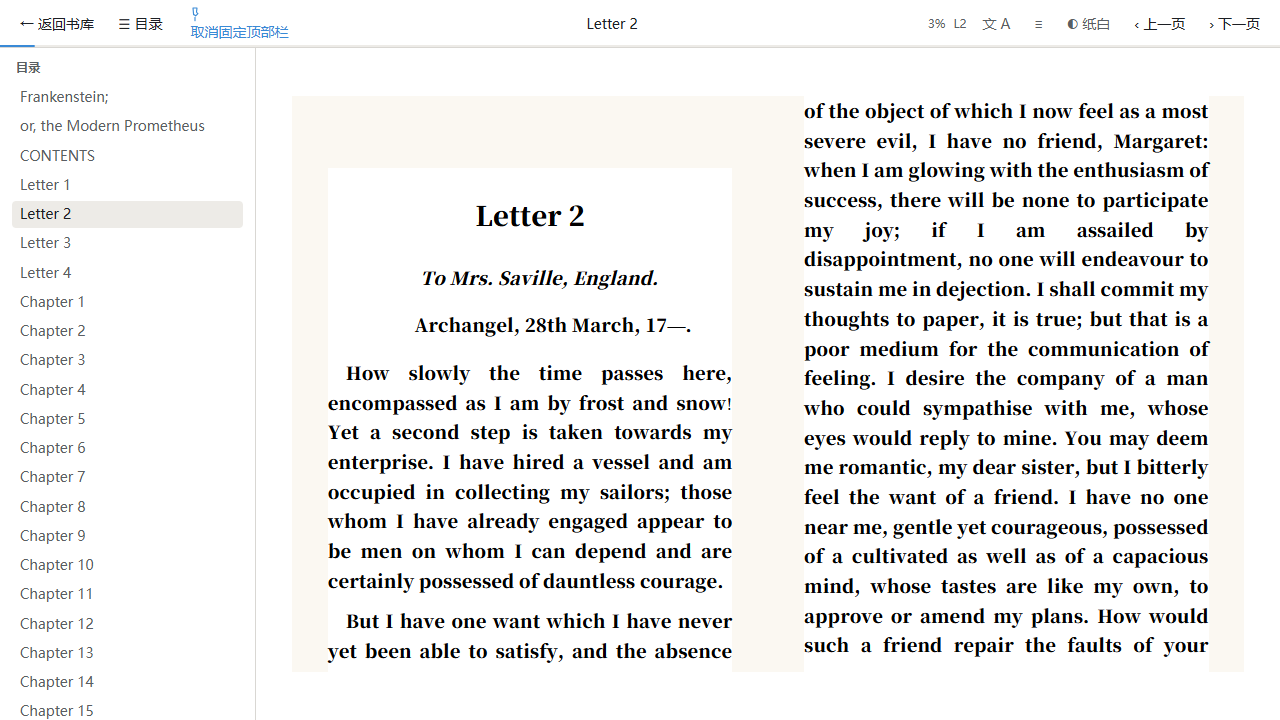 ← 返回书库
☰ 目录
取消固定顶部栏
Letter 2
3% L2
文 A
≡
◐ 纸白
‹ 上一页
› 下一页
目录
Frankenstein;
or, the Modern Prometheus
CONTENTS
Letter 1
Letter 2
Letter 3
Letter 4
Chapter 1
Chapter 2
Chapter 3
Chapter 4
Chapter 5
Chapter 6
Chapter 7
Chapter 8
Chapter 9
Chapter 10
Chapter 11
Chapter 12
Chapter 13
Chapter 14
Chapter 15
Letter 2
To Mrs. Saville, England.
Archangel, 28th March, 17—.
How slowly the time passes here,
encompassed as I am by frost and snow!
Yet a second step is taken towards my
enterprise. I have hired a vessel and am
occupied in collecting my sailors; those
whom I have already engaged appear to
be men on whom I can depend and are
certainly possessed of dauntless courage.
But I have one want which I have never
yet been able to satisfy, and the absence
of the object of which I now feel as a most
severe evil, I have no friend, Margaret:
when I am glowing with the enthusiasm of
success, there will be none to participate
my joy; if I am assailed by
disappointment, no one will endeavour to
sustain me in dejection. I shall commit my
thoughts to paper, it is true; but that is a
poor medium for the communication of
feeling. I desire the company of a man
who could sympathise with me, whose
eyes would reply to mine. You may deem
me romantic, my dear sister, but I bitterly
feel the want of a friend. I have no one
near me, gentle yet courageous, possessed
of a cultivated as well as of a capacious
mind, whose tastes are like my own, to
approve or amend my plans. How would
such a friend repair the faults of your